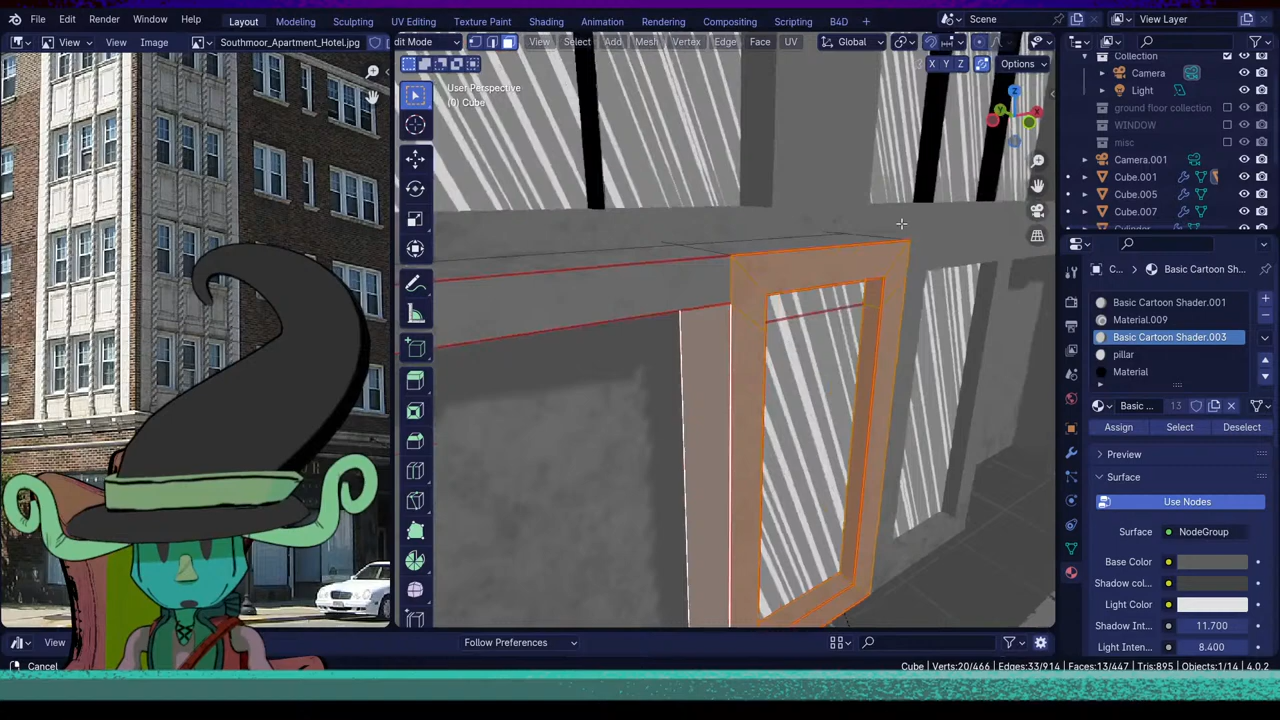 File Edit Render Window Help Layout Modeling Sculpting UV Editing Texture Paint Shading Animation Rendering Compositing Scripting B4D + Scene View Layer
View View Image Southmoor_Apartment_Hotel.jpg dit Mode View Select Add Mesh Vertex Edge Face UV Global
X Y Z Options
User Perspective
(0) Cube
Collection
Camera
Light
ground floor collection
WINDOW
misc
Camera.001
Cube.001
Cube.005
Cube.007
C... Basic Cartoon Sh...
Basic Cartoon Shader.001
Material.009
Basic Cartoon Shader.003
pillar
Material
Basic ... 13
Assign Select Deselect
Preview
Surface
Use Nodes
Surface NodeGroup
Base Color
Shadow col...
Light Color
Shadow Int... 11.700
Light Inten... 8.400
View Follow Preferences
Cancel Cube | Verts:20/466 | Edges:33/914 | Faces:13/447 | Tris:895 | Objects:1/14 | 4.0.2